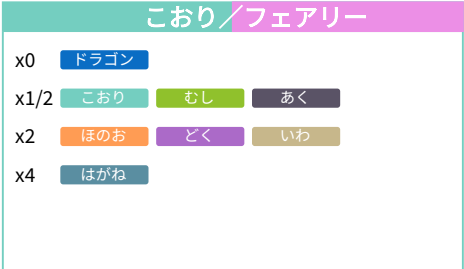 こおり／フェアリー
x0 ドラゴン
x1/2 こおり むし あく
x2 ほのお どく いわ
x4 はがね